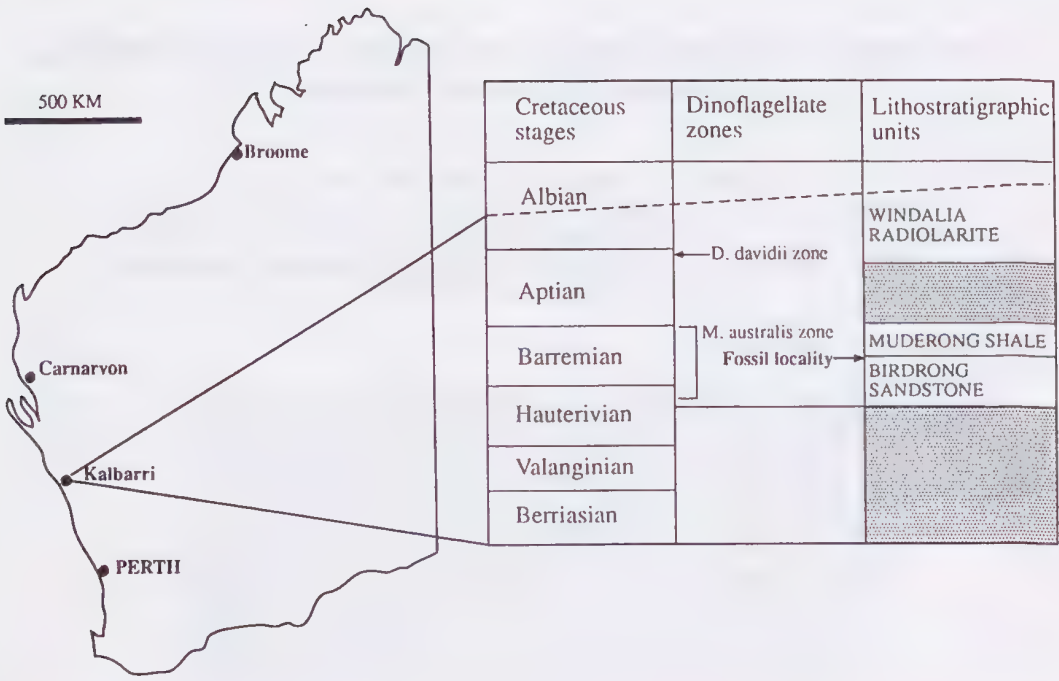 500 KM
Broome
Carnarvon
Kalbarri
PERTH
Cretaceous
stages
Dinoflagellate
zones
Lithostratigraphic
units
Albian
Aptian
Barremian
Hauterivian
Valanginian
Berriasian
D. davidii zone
M. australis zone
Fossil locality
WINDALIA
RADIOLARITE
MUDERONG SHALE
BIRDRONG
SANDSTONE